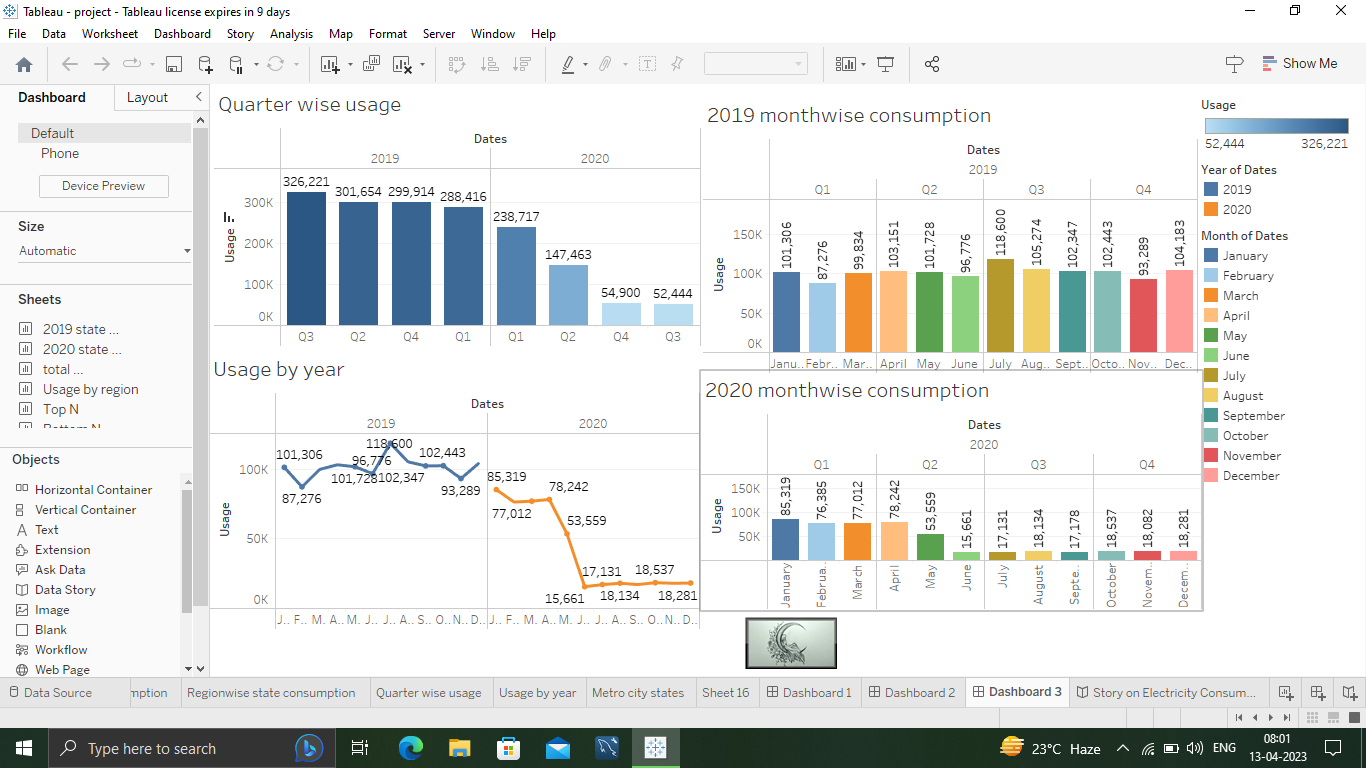 Tableau - project - Tableau license expires in 9 days
File Data Worksheet Dashboard Story Analysis Map Format Server Window Help
Show Me
Dashboard Layout
Default
Phone
Device Preview
Size
Automatic
Sheets
2019 state ...
2020 state ...
total ...
Usage by region
Top N
Bottom N
Objects
Horizontal Container
Vertical Container
Text
Extension
Ask Data
Data Story
Image
Blank
Workflow
Web Page
Quarter wise usage
Dates
2019 2020
326,221 301,654 299,914 288,416 238,717 147,463 54,900 52,444
300K
200K
100K
0K
Usage
Q3 Q2 Q4 Q1 Q1 Q2 Q4 Q3
Usage by year
Dates
2019 2020
100K
50K
0K
Usage
101,306 87,276 101,728 96,776 118,600 102,347 102,443 93,289
85,319 77,012 78,242 53,559 15,661 17,131 18,134 18,537 18,281
J.. F.. M. A.. M. J.. J.. A.. S.. O.. N.. D.. J.. F.. M. A.. M. J.. J.. A.. S.. O.. N.. D..
2019 monthwise consumption
Dates
2019
Q1 Q2 Q3 Q4
150K
100K
50K
0K
Usage
101,306 87,276 99,834 103,151 101,728 96,776 118,600 105,274 102,347 102,443 93,289 104,183
Janu.. Febr.. Mar.. April May June July Aug.. Sept.. Octo.. Nov.. Dec..
2020 monthwise consumption
Dates
2020
Q1 Q2 Q3 Q4
150K
100K
50K
Usage
85,319 76,385 77,012 78,242 53,559 15,661 17,131 18,134 17,178 18,537 18,082 18,281
January Februa.. March April May June July August Septe.. October Novem.. Decem..
Usage
52,444 326,221
Year of Dates
2019
2020
Month of Dates
January
February
March
April
May
June
July
August
September
October
November
December
Data Source mption Regionwise state consumption Quarter wise usage Usage by year Metro city states Sheet 16 Dashboard 1 Dashboard 2 Dashboard 3 Story on Electricity Consum...
Type here to search
23°C Haze
ENG
08:01
13-04-2023